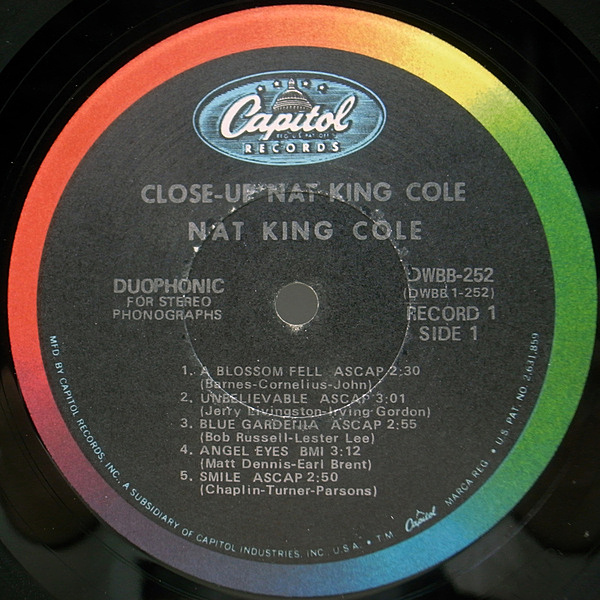 Capitol
REG. U.S. PAT. OFF.
RECORDS
CLOSE-UP NAT KING COLE
NAT KING COLE
DUOPHONIC
FOR STEREO
PHONOGRAPHS
DWBB-252
(DWBB 1-252)
RECORD 1
SIDE 1
1. A BLOSSOM FELL ASCAP 2:30
(Barnes-Cornelius-John)
2. UNBELIEVABLE ASCAP 3:01
(Jerry Livingston-Irving Gordon)
3. BLUE GARDENIA ASCAP 2:55
(Bob Russell-Lester Lee)
4. ANGEL EYES BMI 3:12
(Matt Dennis-Earl Brent)
5. SMILE ASCAP 2:50
(Chaplin-Turner-Parsons)
MFD. BY CAPITOL RECORDS, INC., A SUBSIDIARY OF CAPITOL INDUSTRIES, INC., U.S.A. • T.M. Capitol MARCA REG. • U.S. PAT. NO. 2,631,859